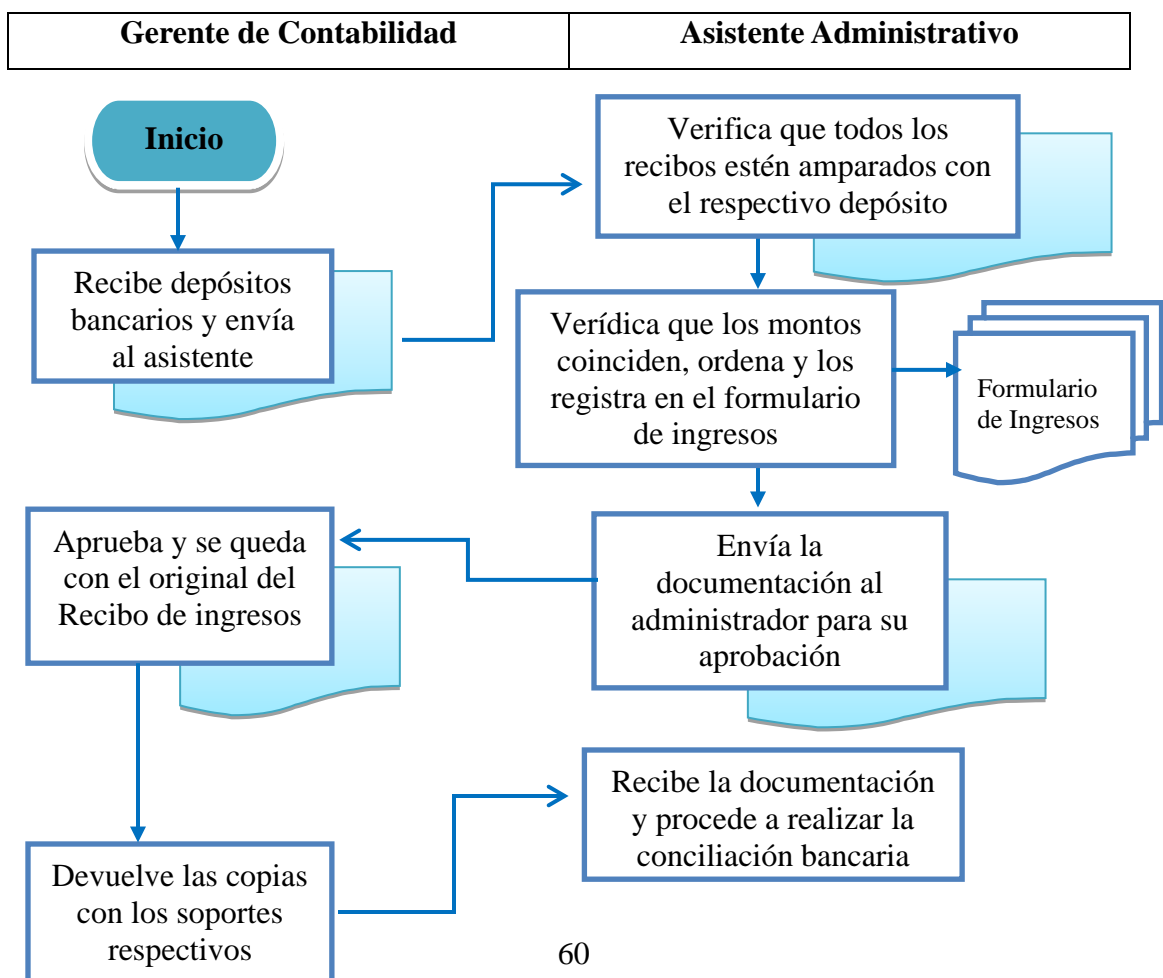 Gerente de Contabilidad
Asistente Administrativo
Inicio
Recibe depósitos
bancarios y envía
al asistente
Verifica que todos los
recibos estén amparados con
el respectivo depósito
Verídica que los montos
coinciden, ordena y los
registra en el formulario
de ingresos
Formulario
de Ingresos
Envía la
documentación al
administrador para su
aprobación
Aprueba y se queda
con el original del
Recibo de ingresos
Devuelve las copias
con los soportes
respectivos
Recibe la documentación
y procede a realizar la
conciliación bancaria
60